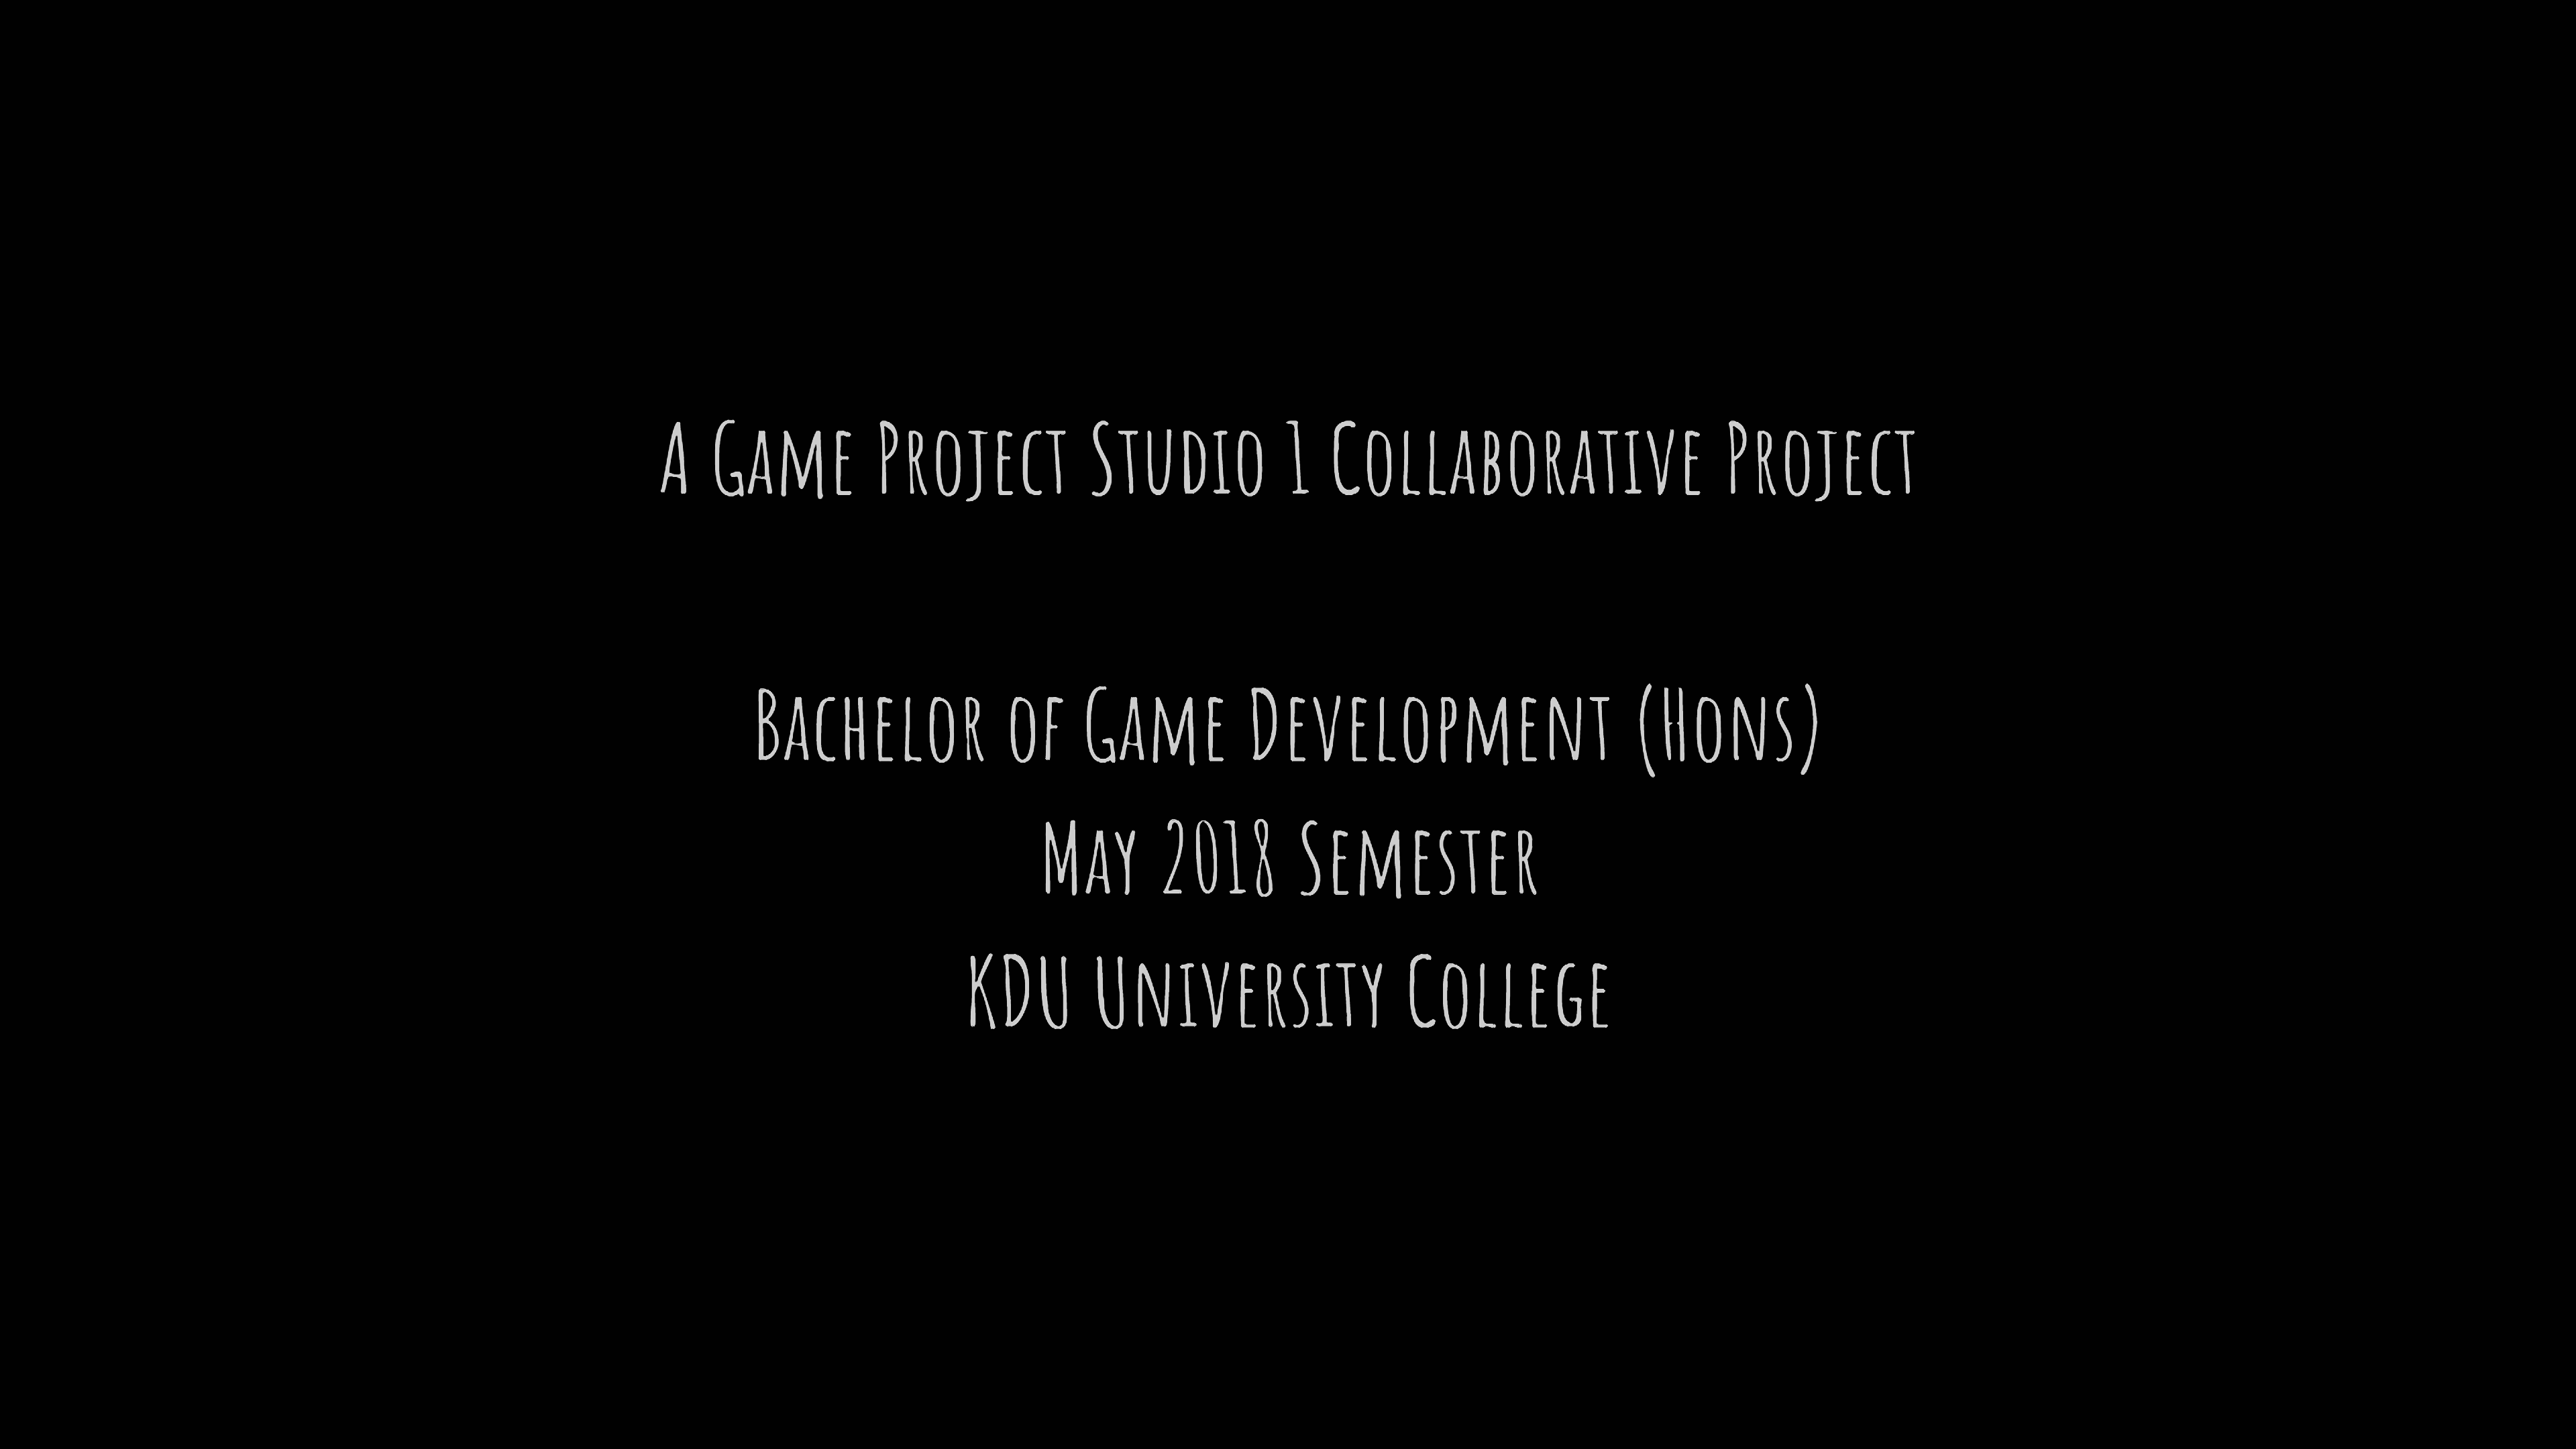 A Game Project Studio 1 Collaborative Project
Bachelor of Game Development (Hons)
May 2018 Semester
KDU University College